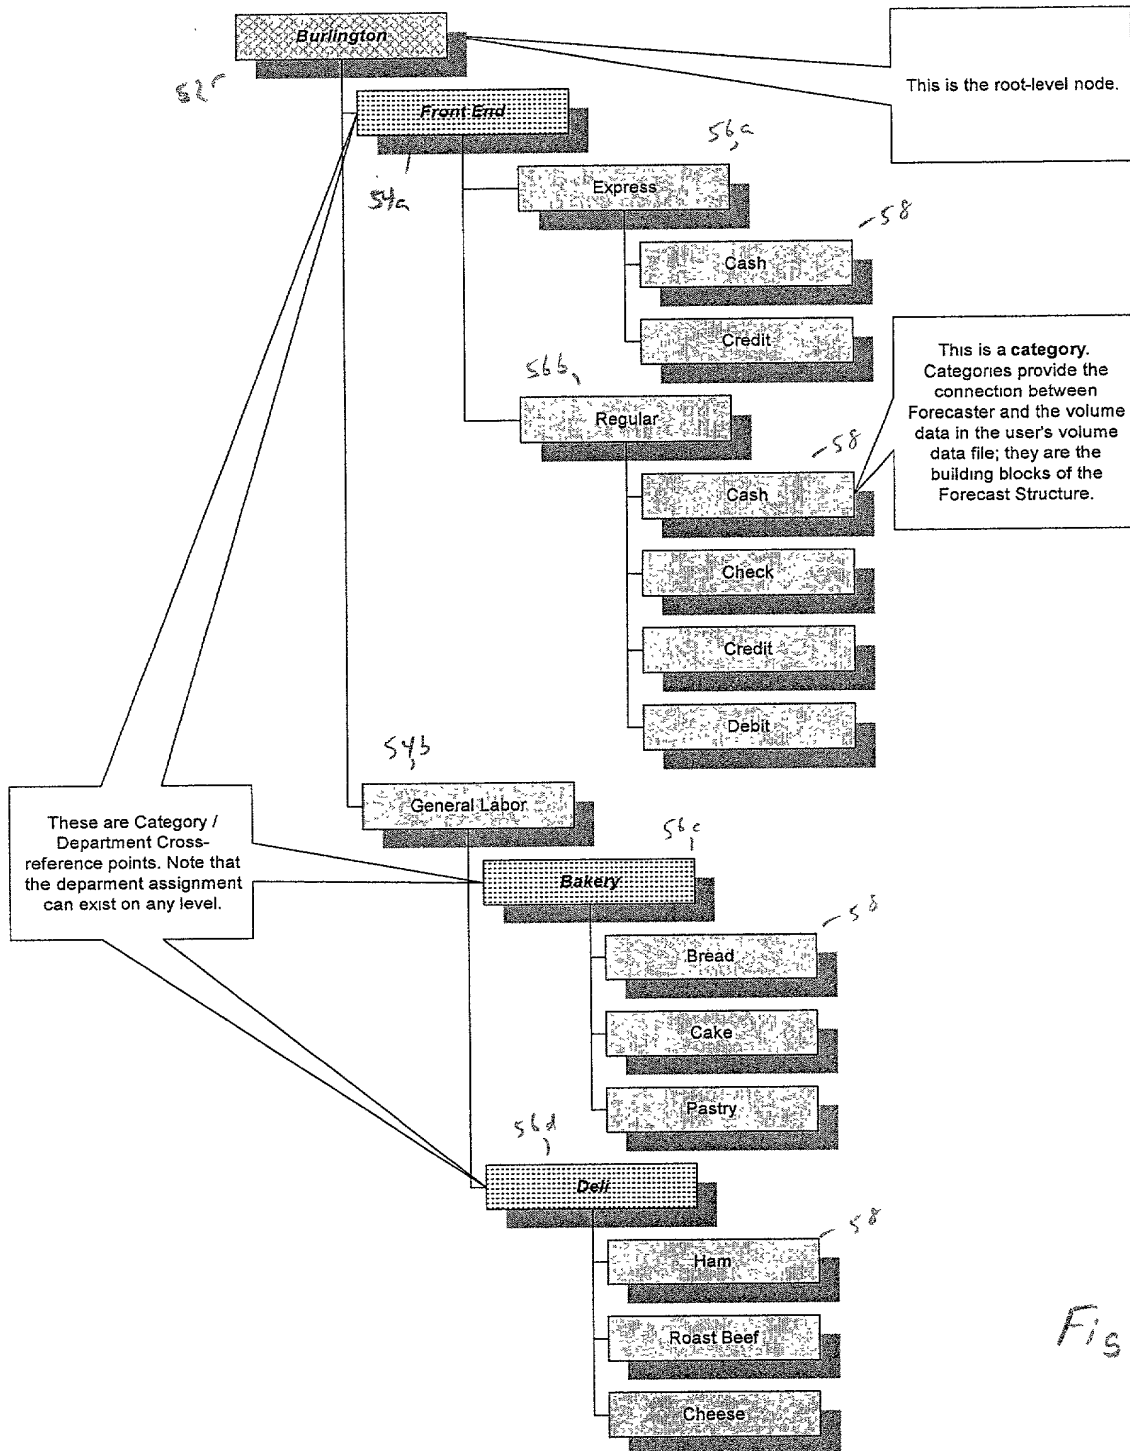 Burlington
This is the root-level node.
52
Front End
54a
56a
Express
58
Cash
Credit
This is a category.
Categories provide the
connection between
Forecaster and the volume
data in the user's volume
data file; they are the
building blocks of the
Forecast Structure.
56b
Regular
58
Cash
Check
Credit
Debit
54b
General Labor
These are Category /
Department Cross-
reference points. Note that
the deparment assignment
can exist on any level.
56c
Bakery
58
Bread
Cake
Pastry
56d
Deli
58
Ham
Roast Beef
Cheese
Fig